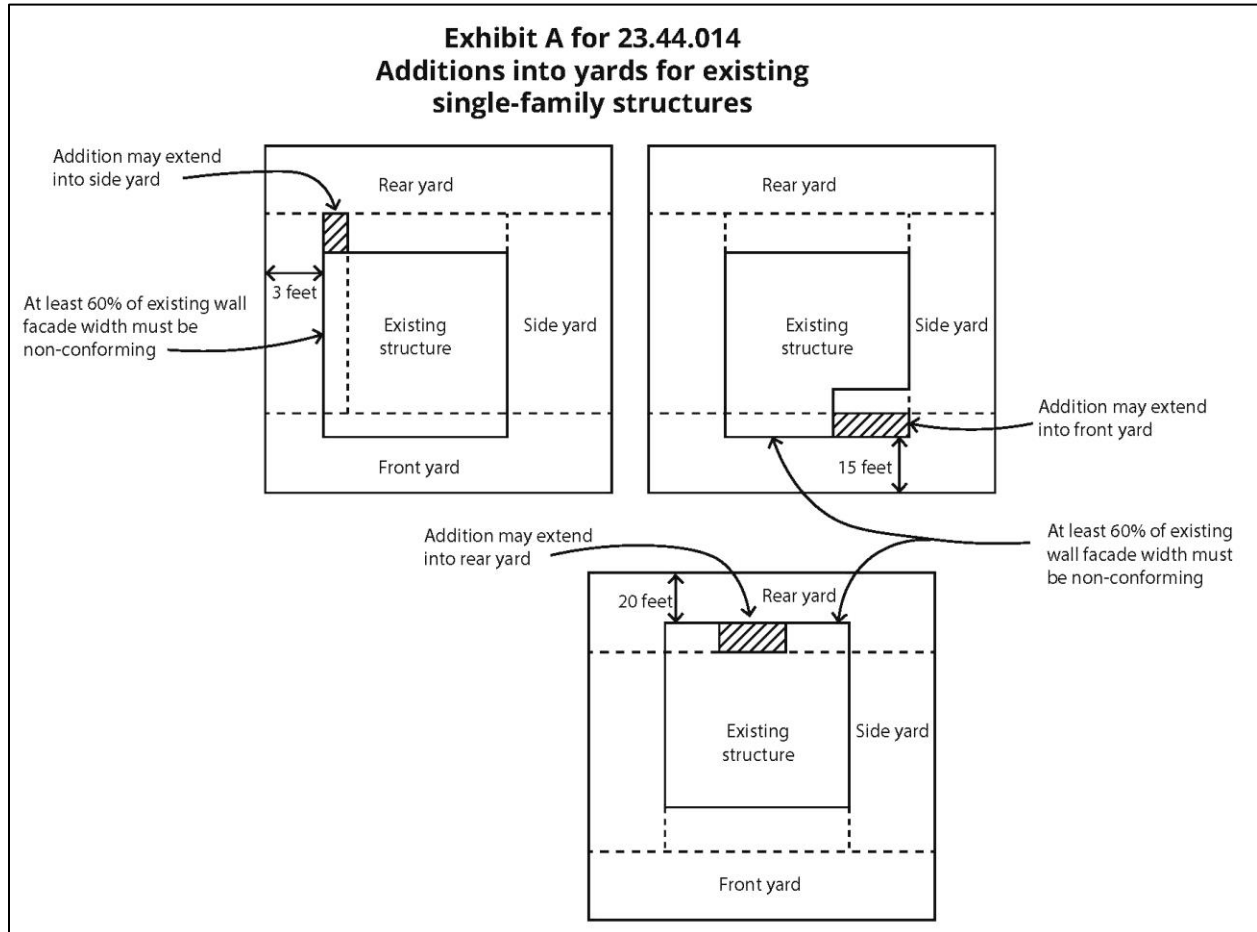 Exhibit A for 23.44.014
Additions into yards for existing
single-family structures
Addition may extend
into side yard
Rear yard
3 feet
At least 60% of existing wall
facade width must be
non-conforming
Existing
structure
Side yard
Front yard
Rear yard
Existing
structure
Side yard
Addition may extend
into front yard
15 feet
At least 60% of existing
wall facade width must
be non-conforming
Addition may extend
into rear yard
20 feet
Rear yard
Existing
structure
Side yard
Front yard